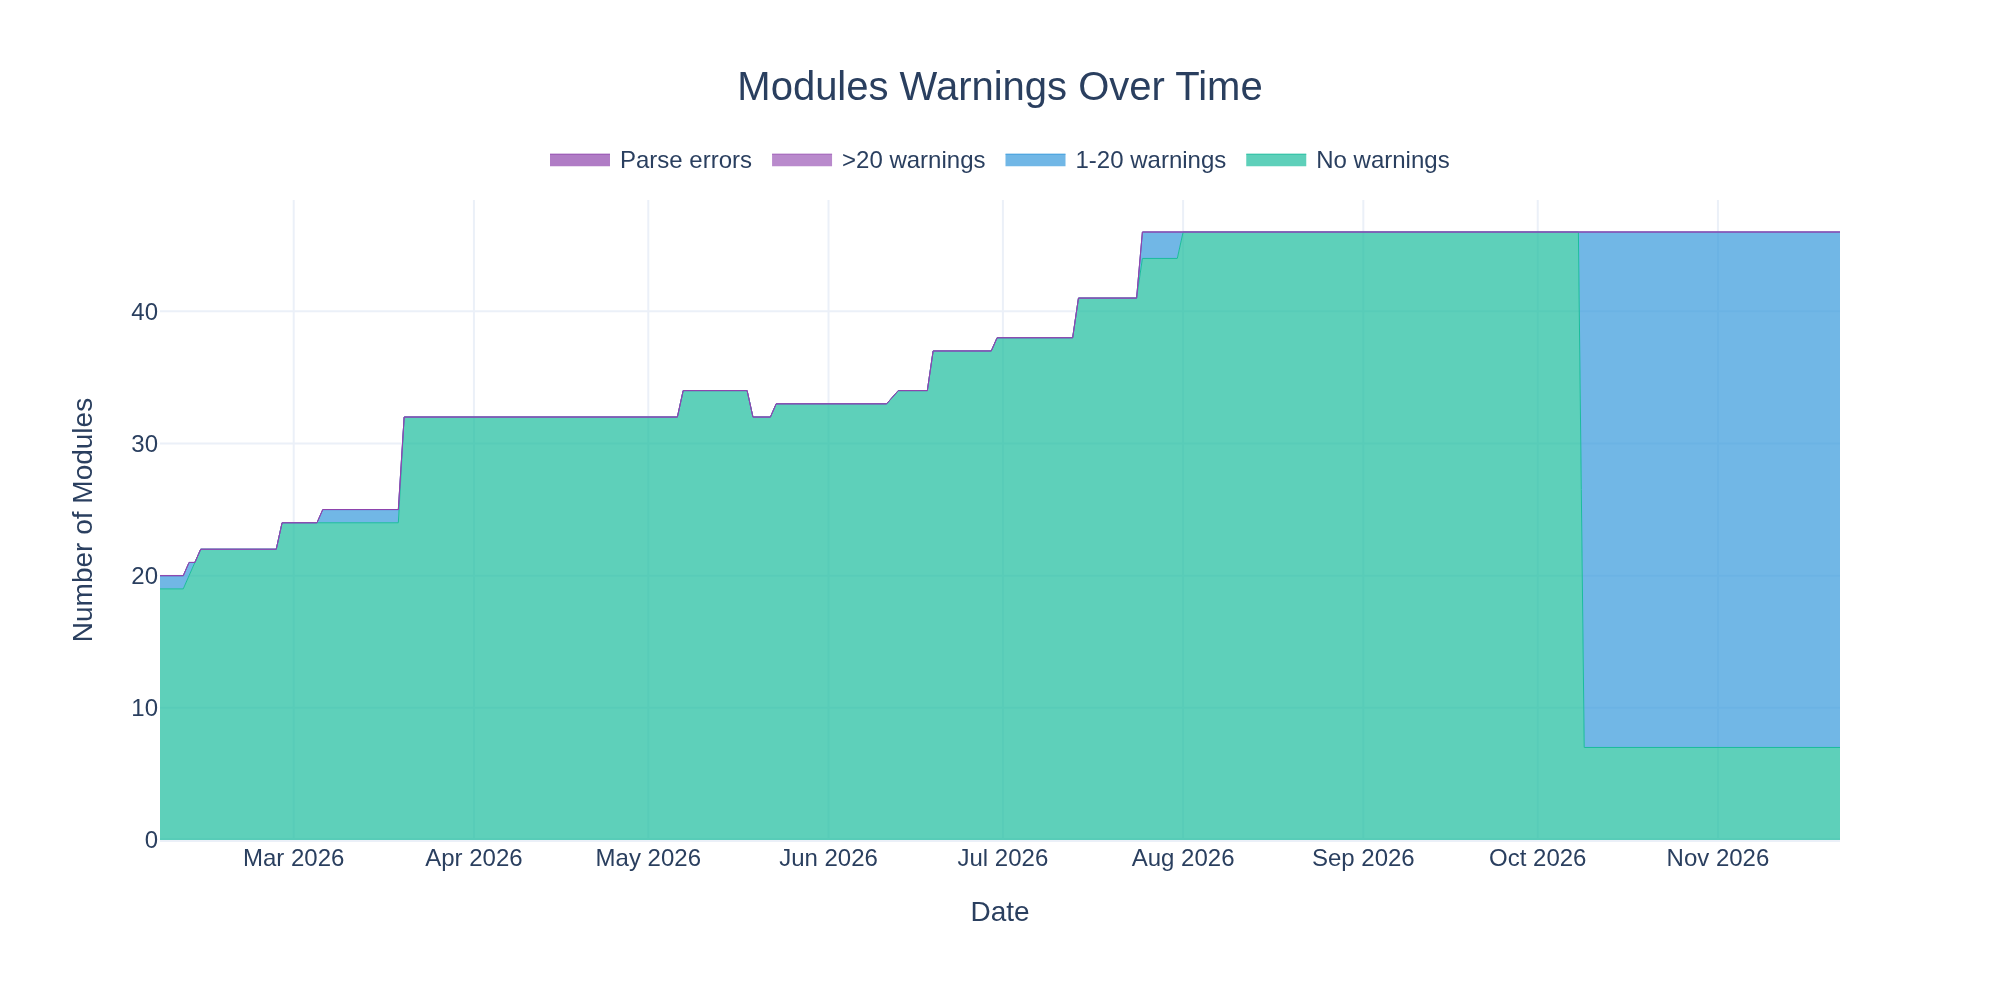 Modules Warnings Over Time
Parse errors >20 warnings 1-20 warnings No warnings
Number of Modules
40
30
20
10
0
Mar 2026 Apr 2026 May 2026 Jun 2026 Jul 2026 Aug 2026 Sep 2026 Oct 2026 Nov 2026
Date